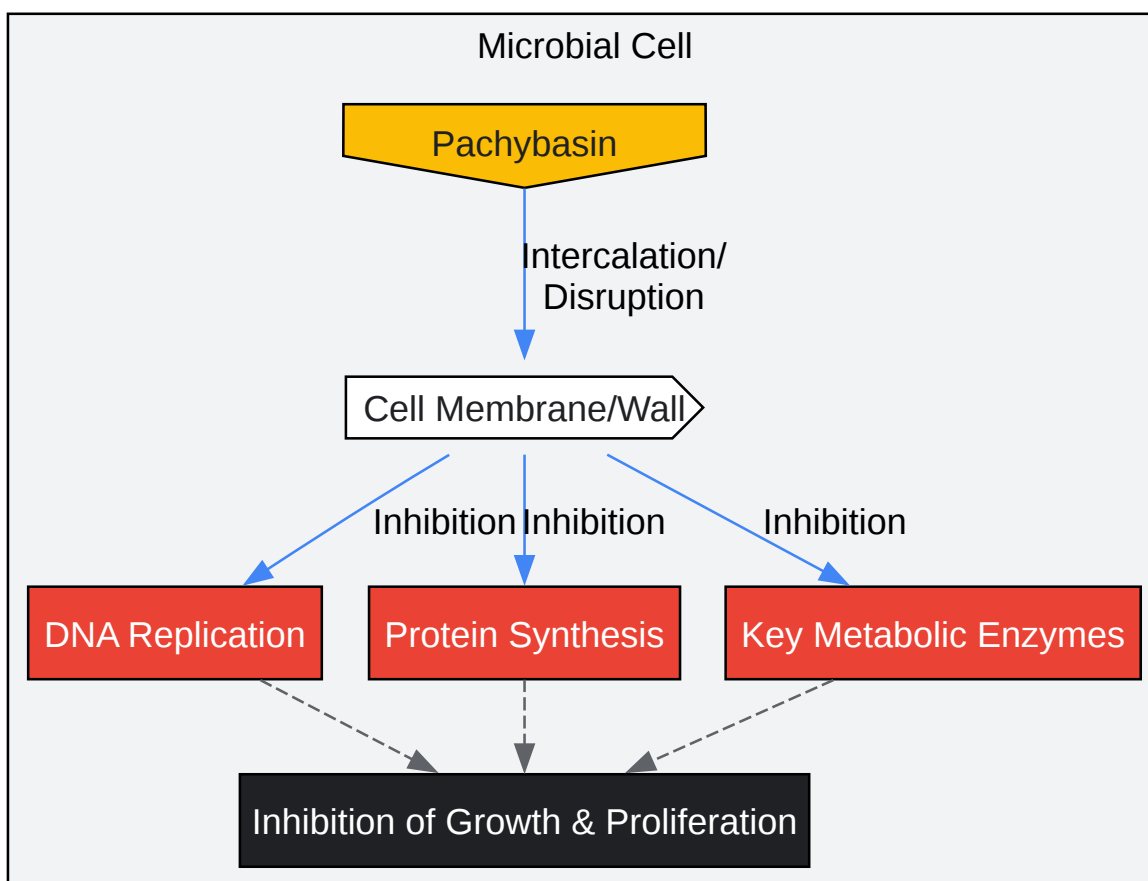 Microbial Cell
Pachybasin
Intercalation/
Disruption
Cell Membrane/Wall
Inhibition
Inhibition
Inhibition
DNA Replication
Protein Synthesis
Key Metabolic Enzymes
Inhibition of Growth & Proliferation